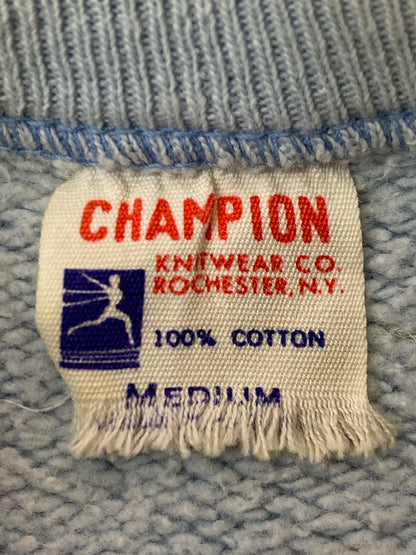 CHAMPION
KNITWEAR CO.
ROCHESTER, N.Y.
100% COTTON
MEDIUM